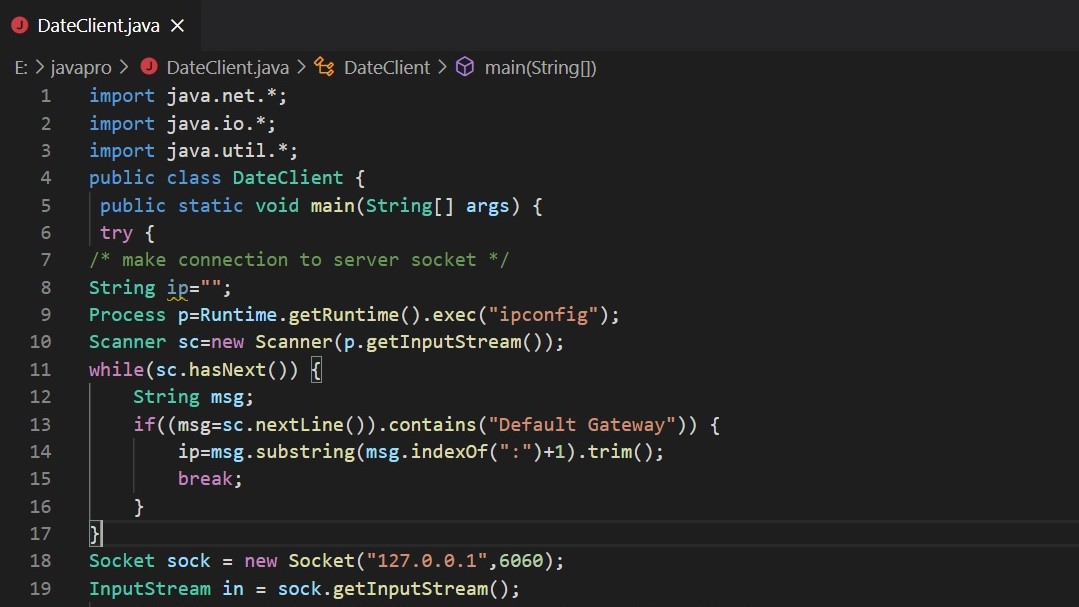 DateClient.java ×
E: > javapro > DateClient.java > DateClient > main(String[])
1 import java.net.*;
2 import java.io.*;
3 import java.util.*;
4 public class DateClient {
5 public static void main(String[] args) {
6 try {
7 /* make connection to server socket */
8 String ip="";
9 Process p=Runtime.getRuntime().exec("ipconfig");
10 Scanner sc=new Scanner(p.getInputStream());
11 while(sc.hasNext()) {
12 String msg;
13 if((msg=sc.nextLine()).contains("Default Gateway")) {
14 ip=msg.substring(msg.indexOf(":")+1).trim();
15 break;
16 }
17 }
18 Socket sock = new Socket("127.0.0.1",6060);
19 InputStream in = sock.getInputStream();